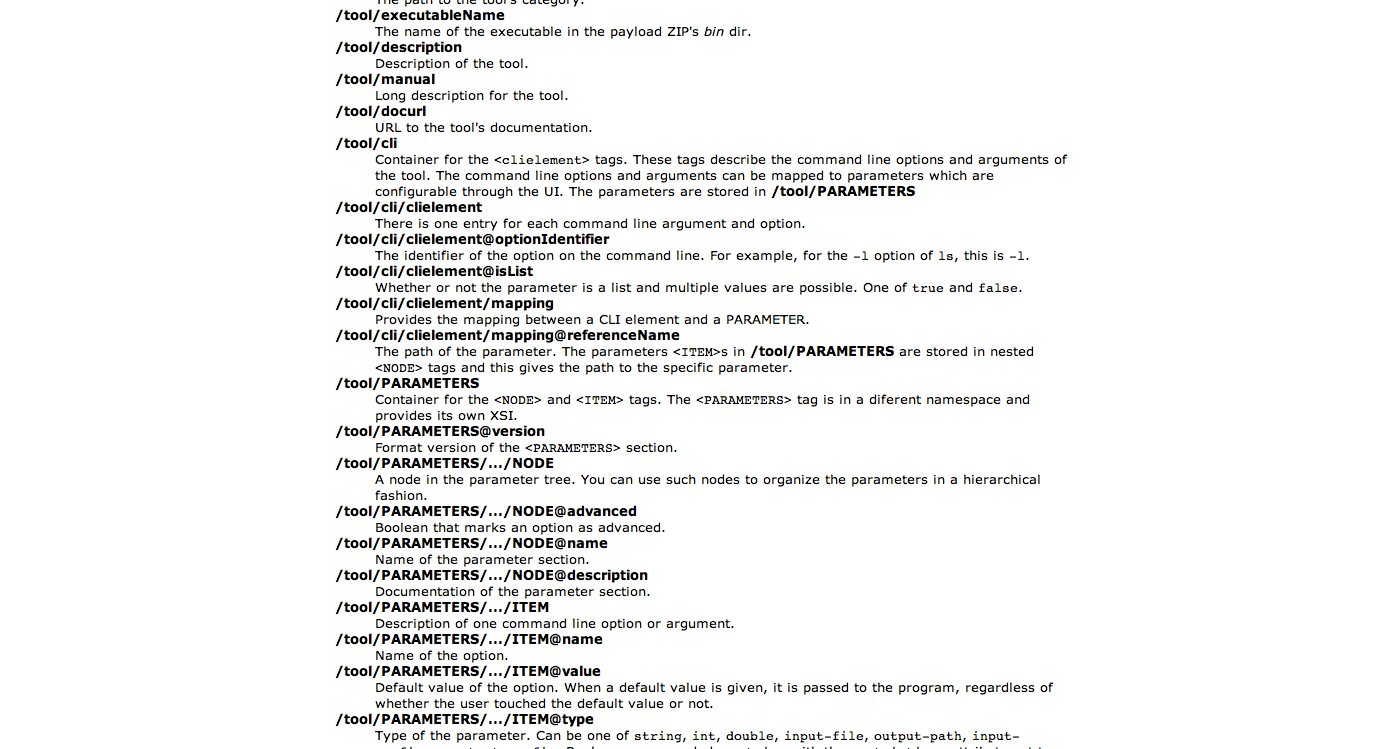 The path to the tool's category.
/tool/executableName
The name of the executable in the payload ZIP's bin dir.
/tool/description
Description of the tool.
/tool/manual
Long description for the tool.
/tool/docurl
URL to the tool's documentation.
/tool/cli
Container for the <clielement> tags. These tags describe the command line options and arguments of
the tool. The command line options and arguments can be mapped to parameters which are
configurable through the UI. The parameters are stored in /tool/PARAMETERS
/tool/cli/clielement
There is one entry for each command line argument and option.
/tool/cli/clielement@optionIdentifier
The identifier of the option on the command line. For example, for the -l option of ls, this is -l.
/tool/cli/clielement@isList
Whether or not the parameter is a list and multiple values are possible. One of true and false.
/tool/cli/clielement/mapping
Provides the mapping between a CLI element and a PARAMETER.
/tool/cli/clielement/mapping@referenceName
The path of the parameter. The parameters <ITEM>s in /tool/PARAMETERS are stored in nested
<NODE> tags and this gives the path to the specific parameter.
/tool/PARAMETERS
Container for the <NODE> and <ITEM> tags. The <PARAMETERS> tag is in a diferent namespace and
provides its own XSI.
/tool/PARAMETERS@version
Format version of the <PARAMETERS> section.
/tool/PARAMETERS/.../NODE
A node in the parameter tree. You can use such nodes to organize the parameters in a hierarchical
fashion.
/tool/PARAMETERS/.../NODE@advanced
Boolean that marks an option as advanced.
/tool/PARAMETERS/.../NODE@name
Name of the parameter section.
/tool/PARAMETERS/.../NODE@description
Documentation of the parameter section.
/tool/PARAMETERS/.../ITEM
Description of one command line option or argument.
/tool/PARAMETERS/.../ITEM@name
Name of the option.
/tool/PARAMETERS/.../ITEM@value
Default value of the option. When a default value is given, it is passed to the program, regardless of
whether the user touched the default value or not.
/tool/PARAMETERS/.../ITEM@type
Type of the parameter. Can be one of string, int, double, input-file, output-path, input-